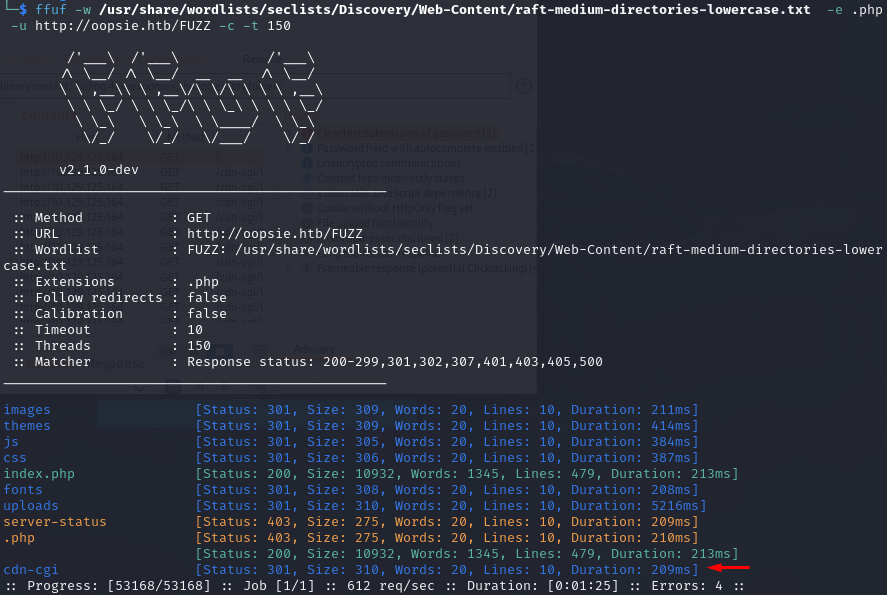 └─$ ffuf -w /usr/share/wordlists/seclists/Discovery/Web-Content/raft-medium-directories-lowercase.txt -e .php
-u http://oopsie.htb/FUZZ -c -t 150
v2.1.0-dev
:: Method : GET
:: URL : http://oopsie.htb/FUZZ
:: Wordlist : FUZZ: /usr/share/wordlists/seclists/Discovery/Web-Content/raft-medium-directories-lower
case.txt
:: Extensions : .php
:: Follow redirects : false
:: Calibration : false
:: Timeout : 10
:: Threads : 150
:: Matcher : Response status: 200-299,301,302,307,401,403,405,500
images [Status: 301, Size: 309, Words: 20, Lines: 10, Duration: 211ms]
themes [Status: 301, Size: 309, Words: 20, Lines: 10, Duration: 414ms]
js [Status: 301, Size: 305, Words: 20, Lines: 10, Duration: 384ms]
css [Status: 301, Size: 306, Words: 20, Lines: 10, Duration: 387ms]
index.php [Status: 200, Size: 10932, Words: 1345, Lines: 479, Duration: 213ms]
fonts [Status: 301, Size: 308, Words: 20, Lines: 10, Duration: 208ms]
uploads [Status: 301, Size: 310, Words: 20, Lines: 10, Duration: 5216ms]
server-status [Status: 403, Size: 275, Words: 20, Lines: 10, Duration: 209ms]
.php [Status: 403, Size: 275, Words: 20, Lines: 10, Duration: 210ms]
[Status: 200, Size: 10932, Words: 1345, Lines: 479, Duration: 213ms]
cdn-cgi [Status: 301, Size: 310, Words: 20, Lines: 10, Duration: 209ms]
:: Progress: [53168/53168] :: Job [1/1] :: 612 req/sec :: Duration: [0:01:25] :: Errors: 4 ::